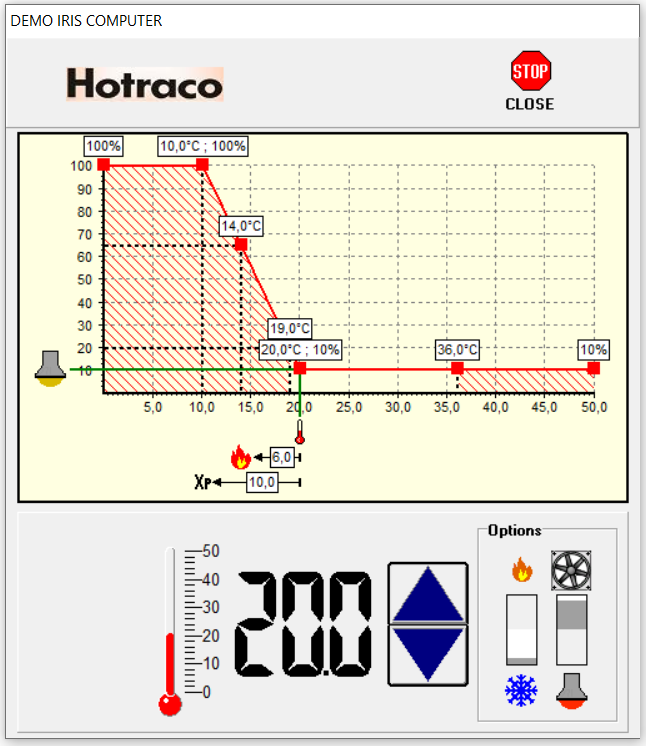 DEMO IRIS COMPUTER
Hotraco
STOP
CLOSE
100%
10,0°C ; 100%
100
90
80
14,0°C
70
60
50
40
30
19,0°C
20
20,0°C ; 10%
36,0°C
10%
10
5,0 10,0 15,0 20,0 25,0 30,0 35,0 40,0 45,0 50,0
6,0
XP 10,0
Options
50
40
30
20
10
0
20.0